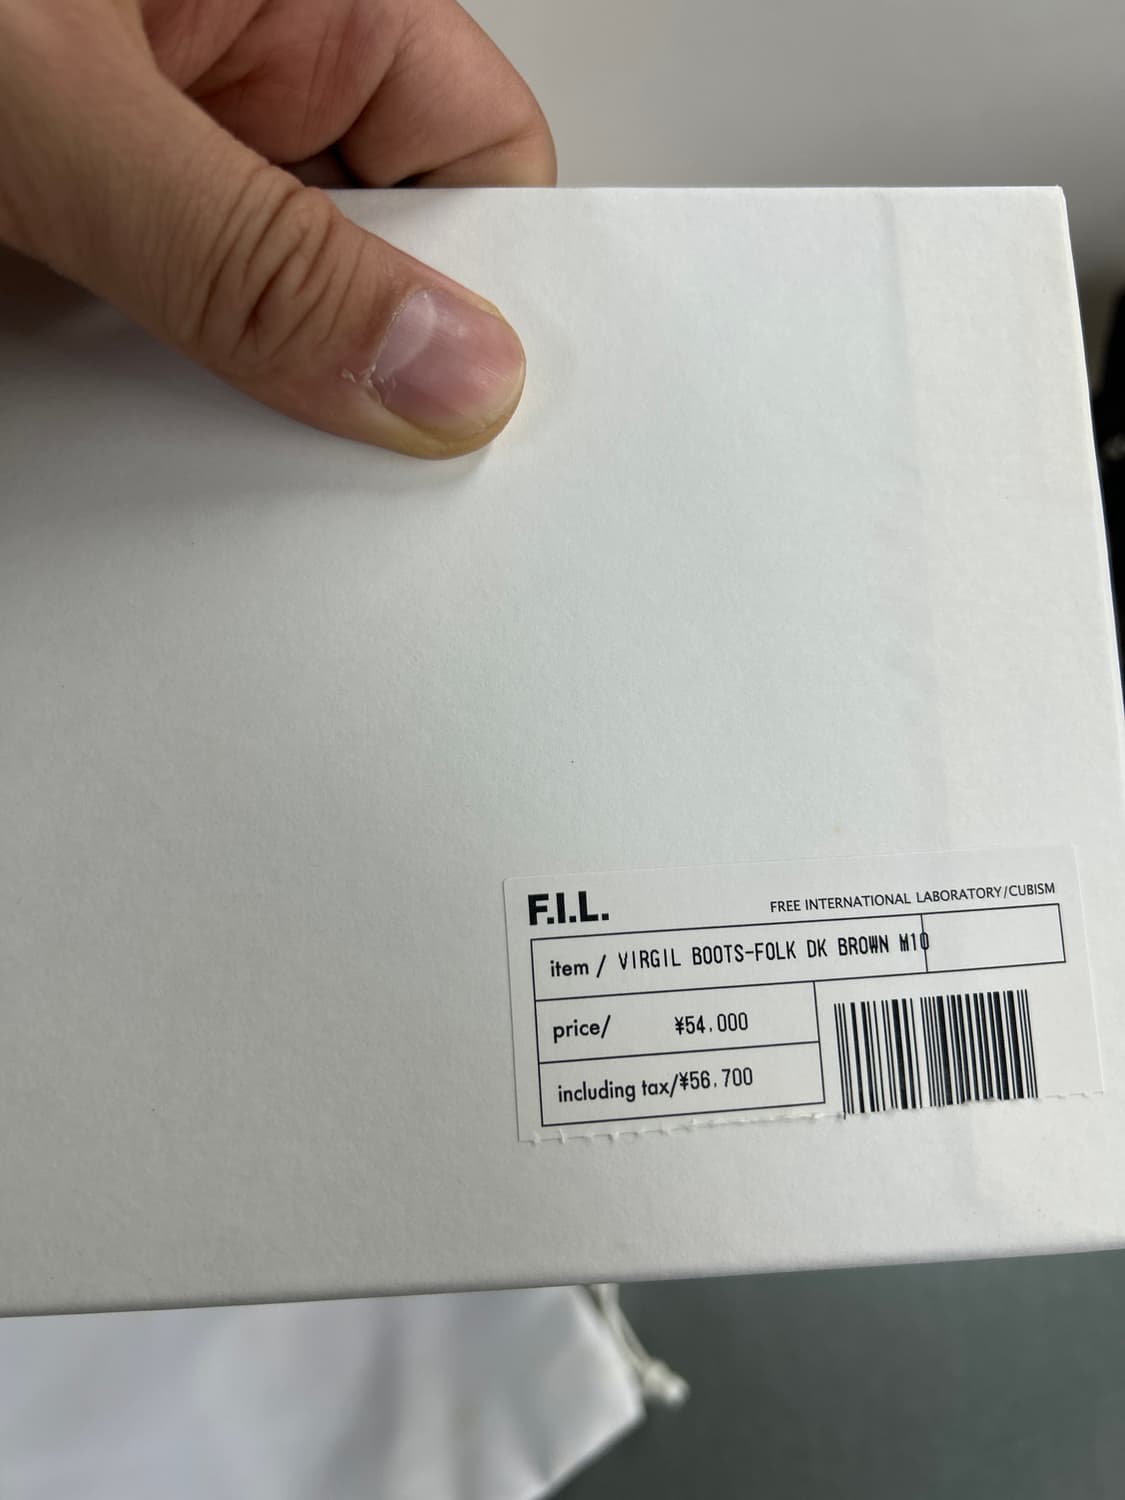 F.I.L.
FREE INTERNATIONAL LABORATORY/CUBISM
item / VIRGIL BOOTS-FOLK DK BROWN M10
price/ ¥54.000
including tax/¥56.700